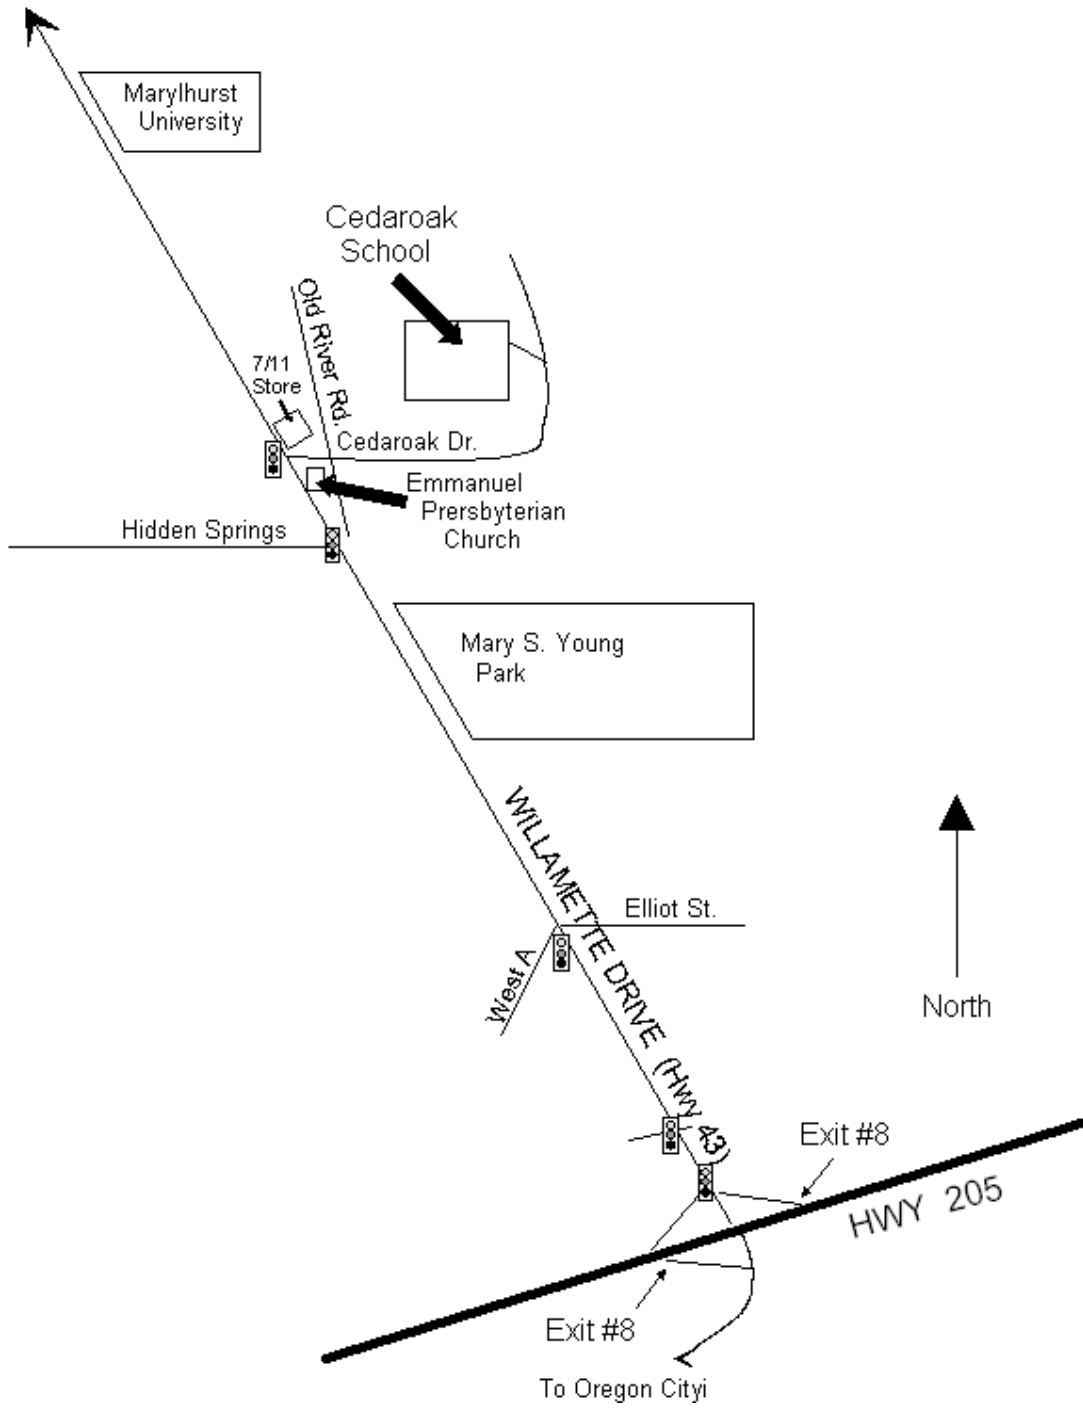 Marylhurst
University
Cedaroak
School
Old River Rd.
7/11
Store
Cedaroak Dr.
Emmanuel
Prersbyterian
Church
Hidden Springs
Mary S. Young
Park
WILLAMETTE DRIVE (Hwy 43)
Elliot St.
West A
North
Exit #8
HWY 205
Exit #8
To Oregon Cityi